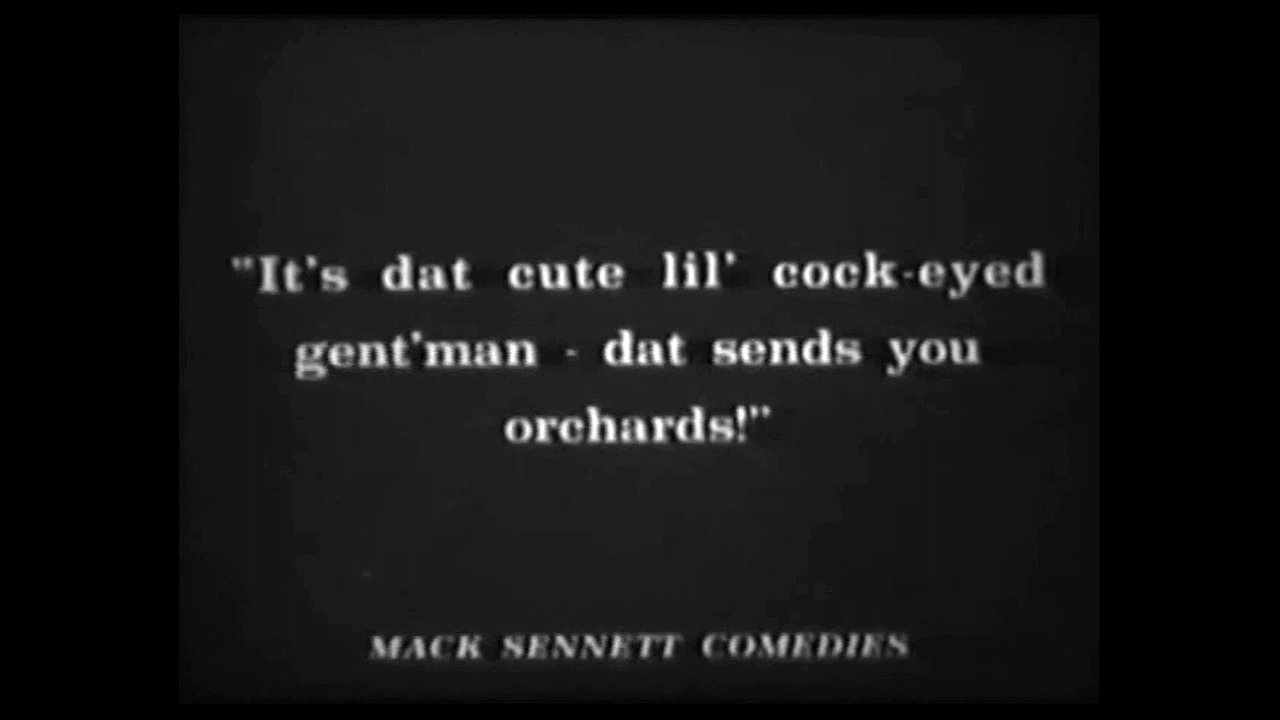 "It's dat cute lil' cock-eyed
gent'man - dat sends you
orchards!"
MACK SENNETT COMEDIES